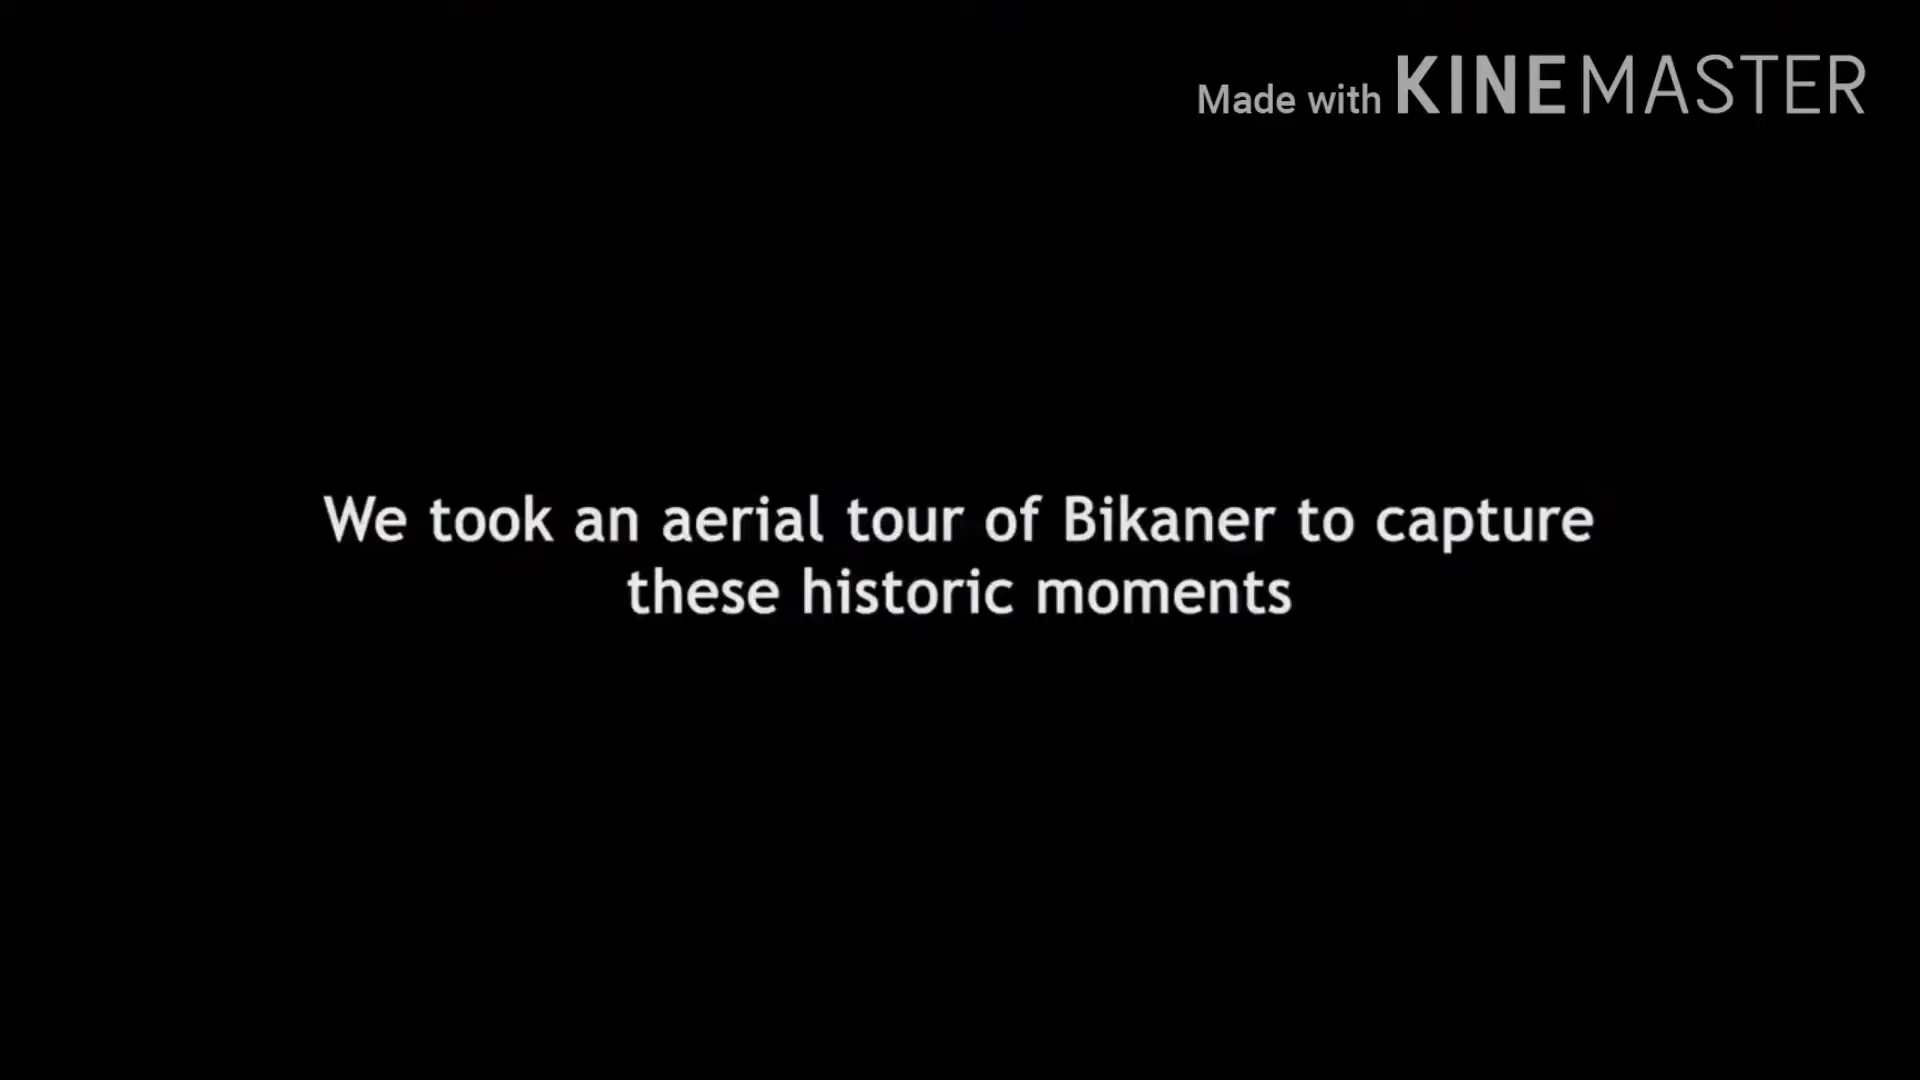 Made with KINEMASTER
We took an aerial tour of Bikaner to capture
these historic moments